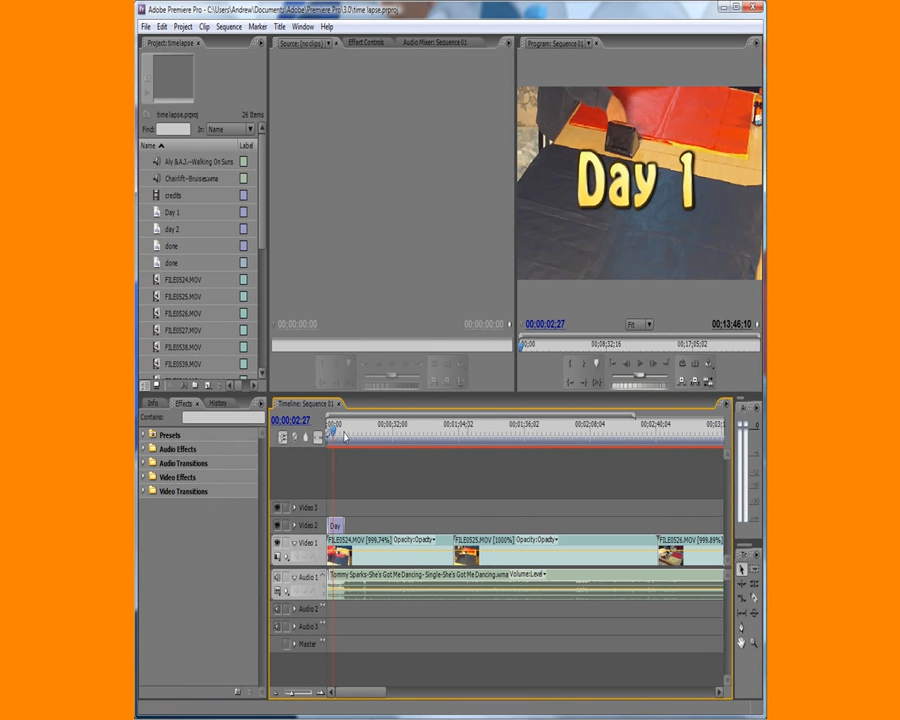 Adobe Premiere Pro - C:\Users\Andrew\Documents\Adobe\Premiere Pro\3.0\time lapse.prproj
File Edit Project Clip Sequence Marker Title Window Help
Project: timelapse
Source: (no clips)
Effect Controls
Audio Mixer: Sequence 01
Program: Sequence 01
timelapse.prproj
26 Items
Find:
In:
Name
Name
Label
Aly & A.J.--Walking On Suns
Chairlift--Bruises.wma
credits
Day 1
day 2
done
done
FILE0524.MOV
FILE0525.MOV
FILE0526.MOV
FILE0527.MOV
FILE0538.MOV
FILE0539.MOV
Day 1
00;00;00;00
00;00;00;00
00;00;02;27
Fit
00;13;46;10
00;00
00;08;32;16
00;17;05;02
Info
Effects
History
Contains:
Presets
Audio Effects
Audio Transitions
Video Effects
Video Transitions
Timeline: Sequence 01
00;00;02;27
00;00
00;00;32;00
00;01;04;02
00;01;36;02
00;02;08;04
00;02;40;04
00;03;1
Video 3
Video 2
Day
Video 1
FILE0524.MOV [999.74%] Opacity:Opacity
FILE0525.MOV [1000%] Opacity:Opacity
FILE0526.MOV [999.89%]
Audio 1
Tommy Sparks-She's Got Me Dancing - Single-She's Got Me Dancing.wma Volume:Level
Audio 2
Audio 3
Master